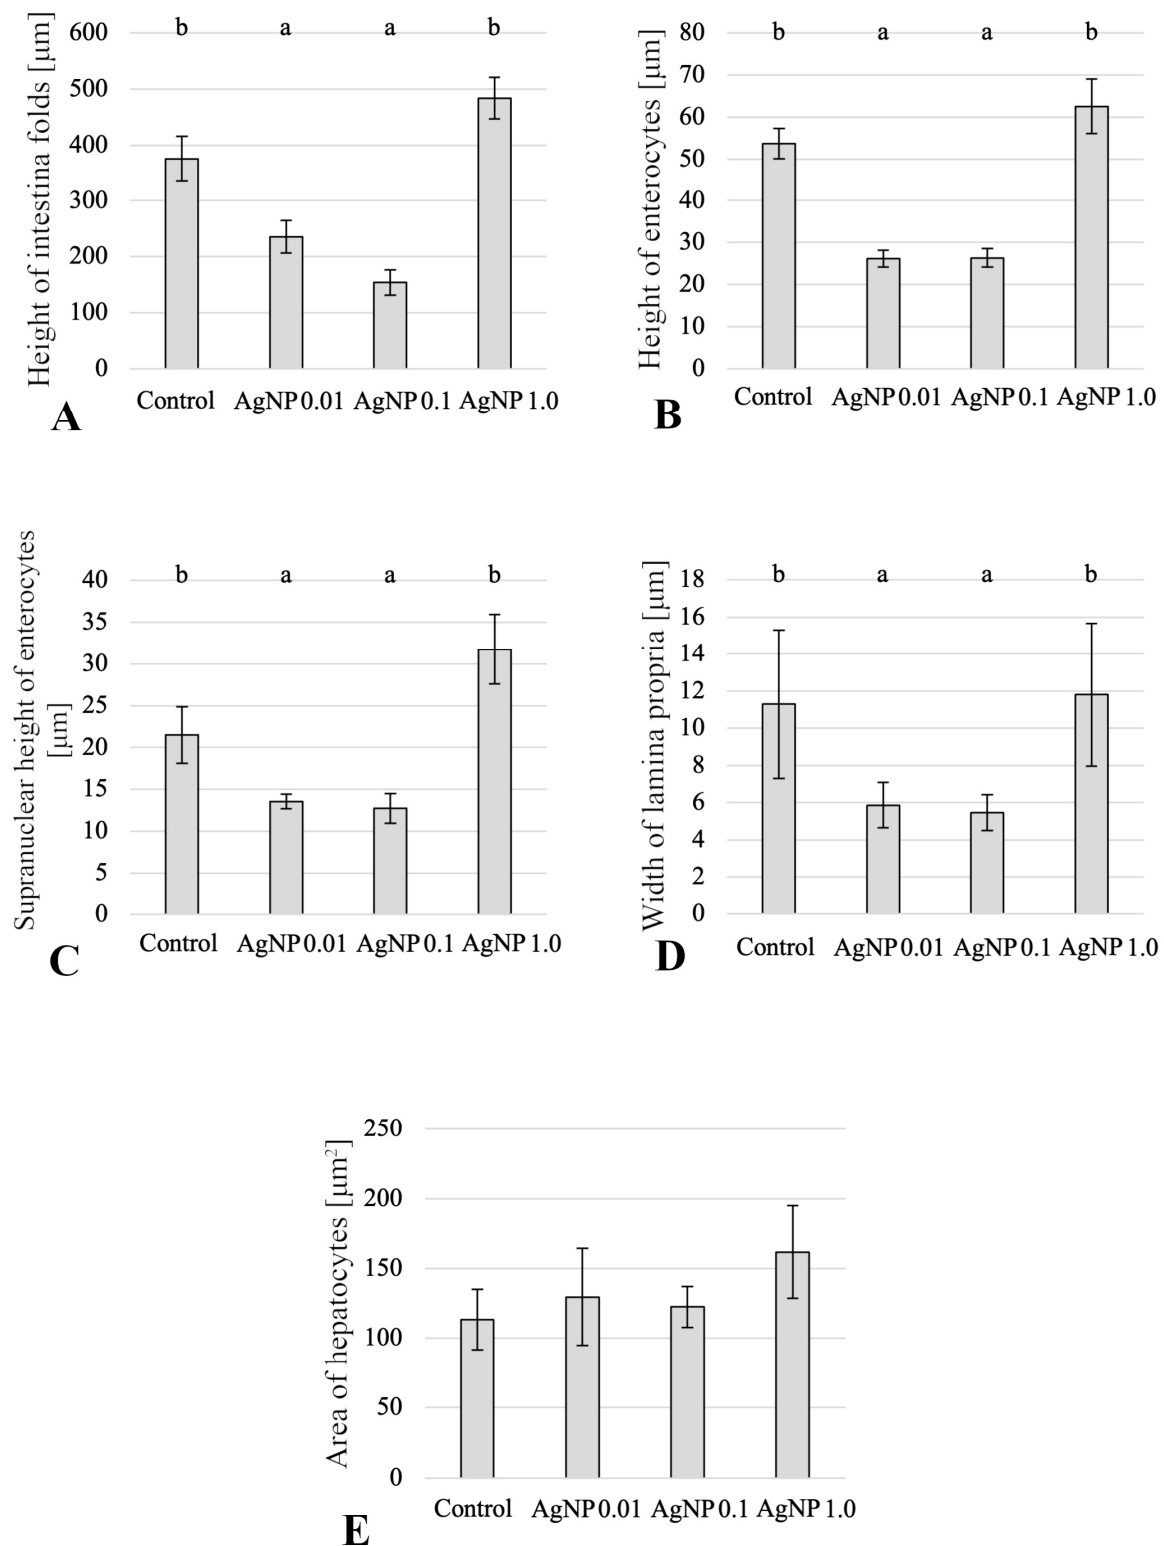 Height of intestina folds [µm]
600
500
400
300
200
100
0
b a a b
Control AgNP 0.01 AgNP 0.1 AgNP 1.0
A
Height of enterocytes [µm]
80
70
60
50
40
30
20
10
0
b a a b
Control AgNP 0.01 AgNP 0.1 AgNP 1.0
B
Supranuclear height of enterocytes
[µm]
40
35
30
25
20
15
10
5
0
b a a b
Control AgNP 0.01 AgNP 0.1 AgNP 1.0
C
Width of lamina propria [µm]
18
16
14
12
10
8
6
4
2
0
b a a b
Control AgNP 0.01 AgNP 0.1 AgNP 1.0
D
Area of hepatocytes [µm²]
250
200
150
100
50
0
Control AgNP 0.01 AgNP 0.1 AgNP 1.0
E